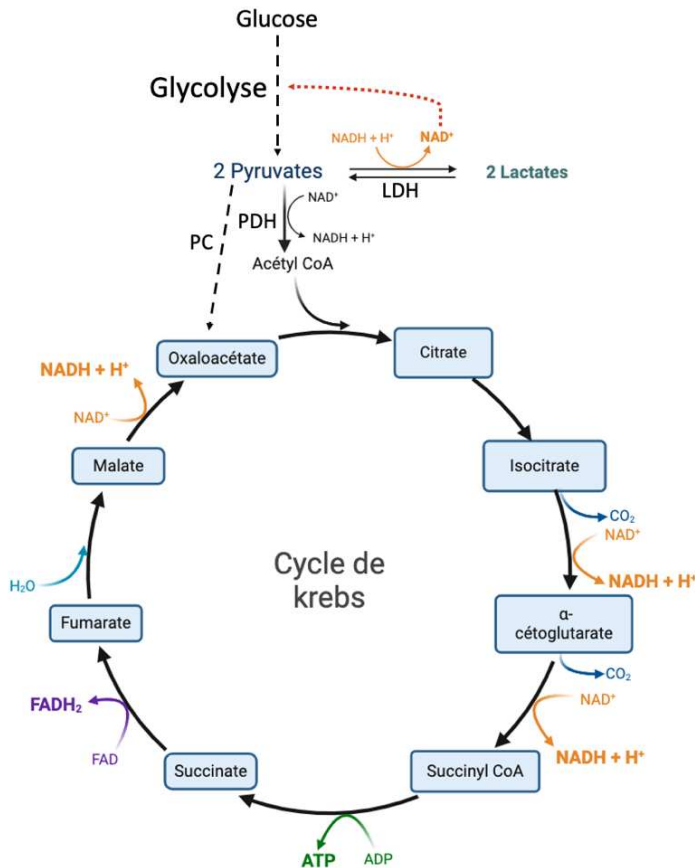 Glucose
Glycolyse
NADH + H⁺
NAD⁺
2 Pyruvates
2 Lactates
LDH
PDH
NAD⁺
PC
NADH + H⁺
Acétyl CoA
Oxaloacétate
Citrate
NADH + H⁺
NAD⁺
Malate
Isocitrate
CO₂
NAD⁺
Cycle de
krebs
NADH + H⁺
H₂O
Fumarate
α-
cétoglutarate
CO₂
FADH₂
NAD⁺
FAD
NADH + H⁺
Succinate
Succinyl CoA
ATP
ADP